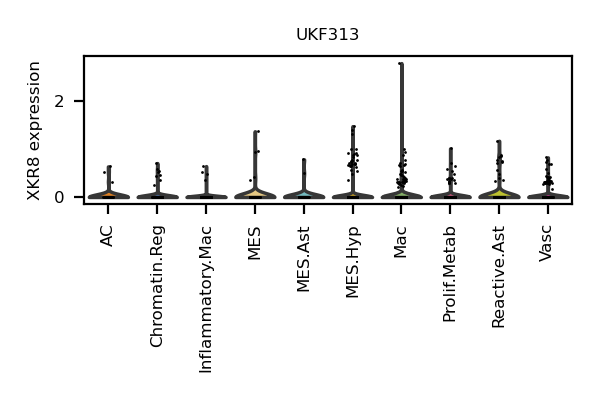 UKF313
XKR8 expression
2
0
AC
Chromatin.Reg
Inflammatory.Mac
MES
MES.Ast
MES.Hyp
Mac
Prolif.Metab
Reactive.Ast
Vasc